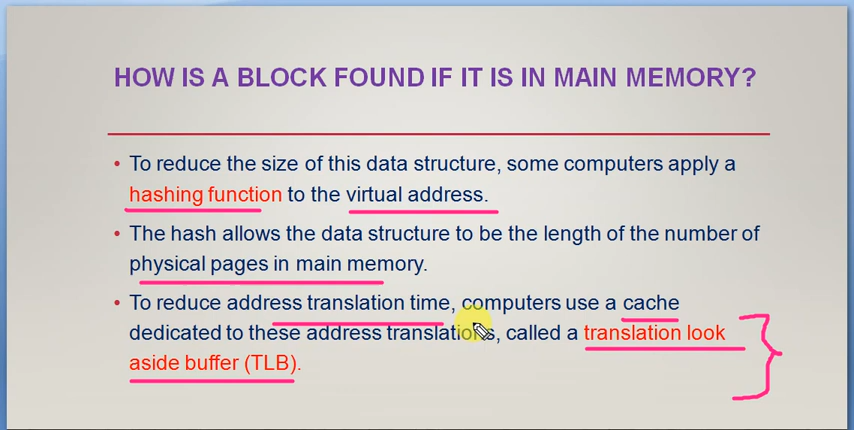 HOW IS A BLOCK FOUND IF IT IS IN MAIN MEMORY?
• To reduce the size of this data structure, some computers apply a
hashing function to the virtual address.
• The hash allows the data structure to be the length of the number of
physical pages in main memory.
• To reduce address translation time, computers use a cache
dedicated to these address translations, called a translation look
aside buffer (TLB).